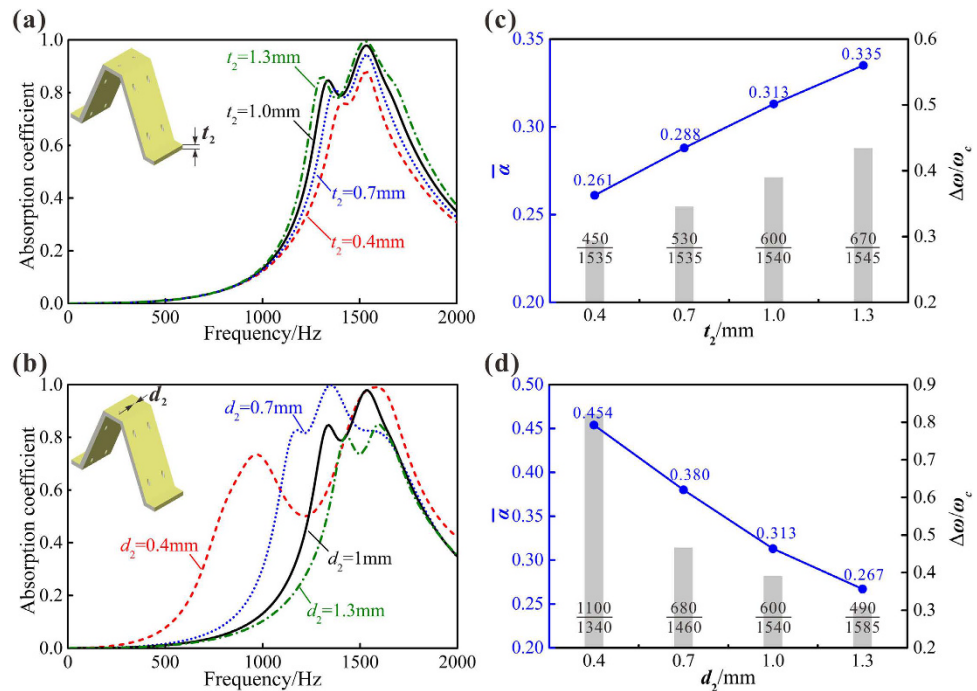 (a)
1.0
0.8
0.6
0.4
0.2
0.0
Absorption coefficient
t₂
t₂=1.3mm
t₂=1.0mm
t₂=0.7mm
t₂=0.4mm
0 500 1000 1500 2000
Frequency/Hz
(c)
0.35
0.30
0.25
0.20
α̅
0.261
0.288
0.313
0.335
450
1535
530
1535
600
1540
670
1545
0.6
0.5
0.4
0.3
0.2
Δω/ω_c
0.4 0.7 1.0 1.3
t₂/mm
(b)
1.0
0.8
0.6
0.4
0.2
0.0
Absorption coefficient
d₂
d₂=0.7mm
d₂=0.4mm
d₂=1mm
d₂=1.3mm
0 500 1000 1500 2000
Frequency/Hz
(d)
0.50
0.45
0.40
0.35
0.30
0.25
0.20
α̅
0.454
0.380
0.313
0.267
1100
1340
680
1460
600
1540
490
1585
0.9
0.8
0.7
0.6
0.5
0.4
0.3
0.2
Δω/ω_c
0.4 0.7 1.0 1.3
d₂/mm